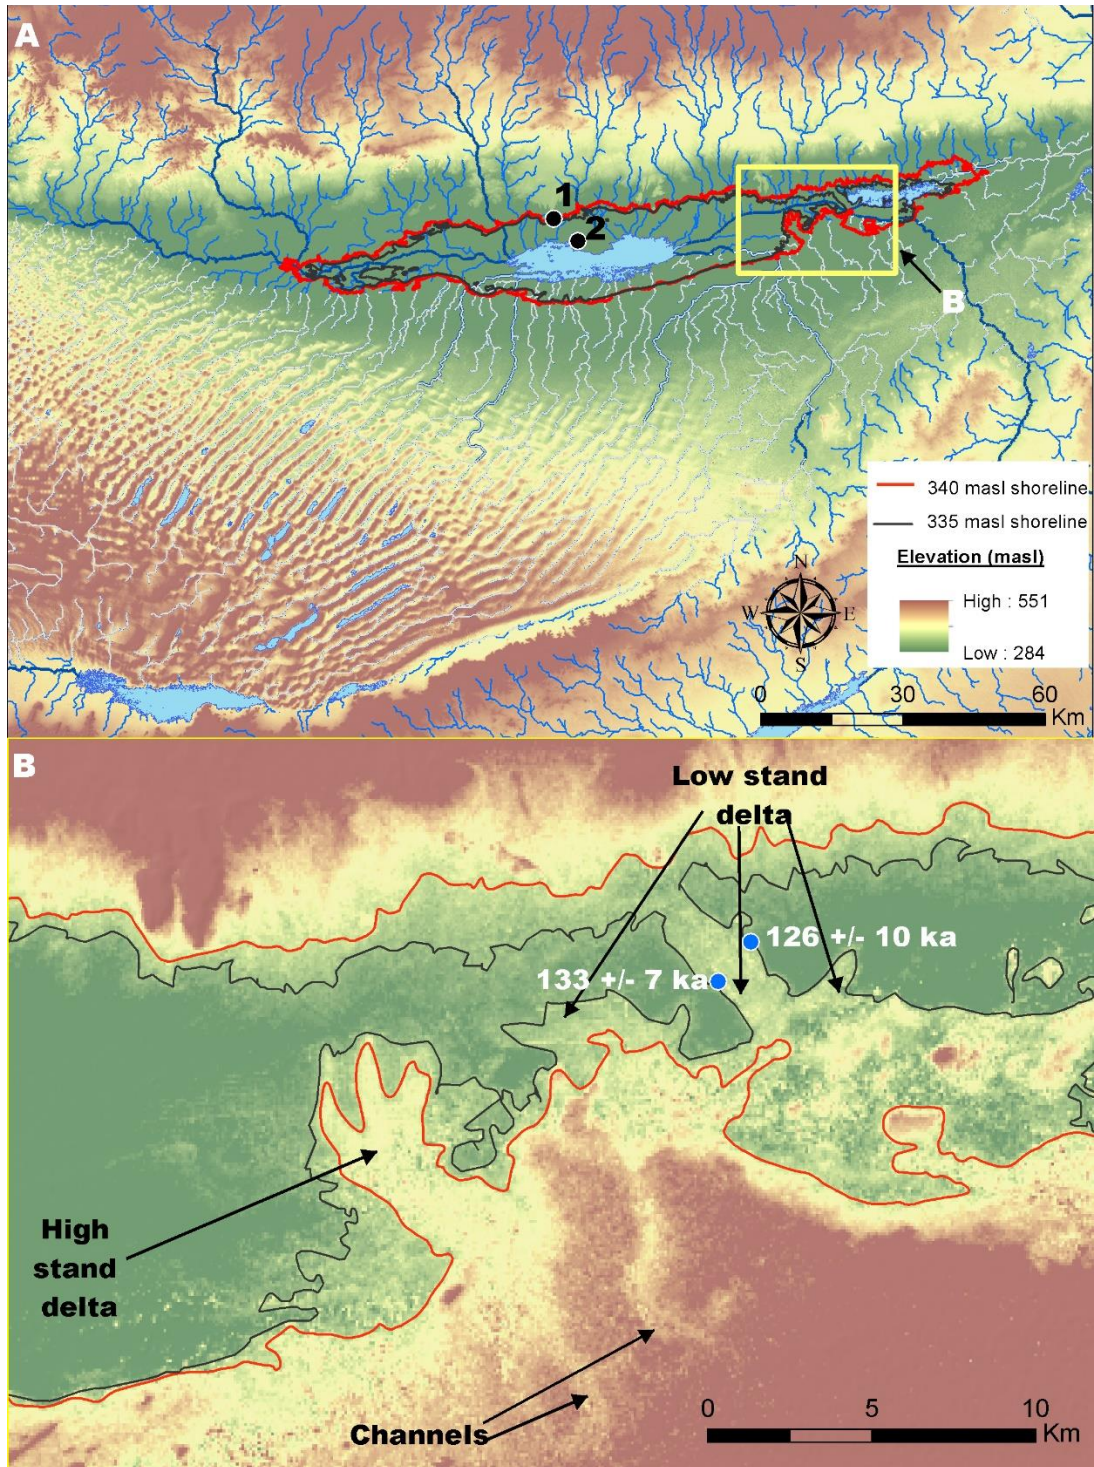 A
1
2
B
340 masl shoreline
335 masl shoreline
Elevation (masl)
High : 551
Low : 284
N
W E
S
0 30 60
Km
B
Low stand
delta
126 +/- 10 ka
133 +/- 7 ka
High
stand
delta
Channels
0 5 10
Km